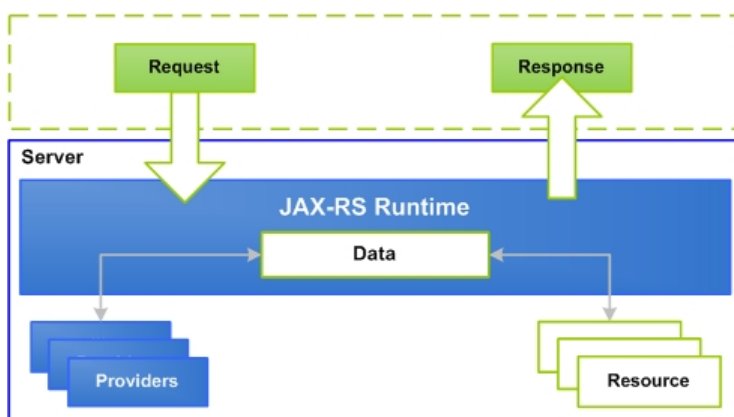 Request
Response
Server
JAX-RS Runtime
Data
Providers
Resource